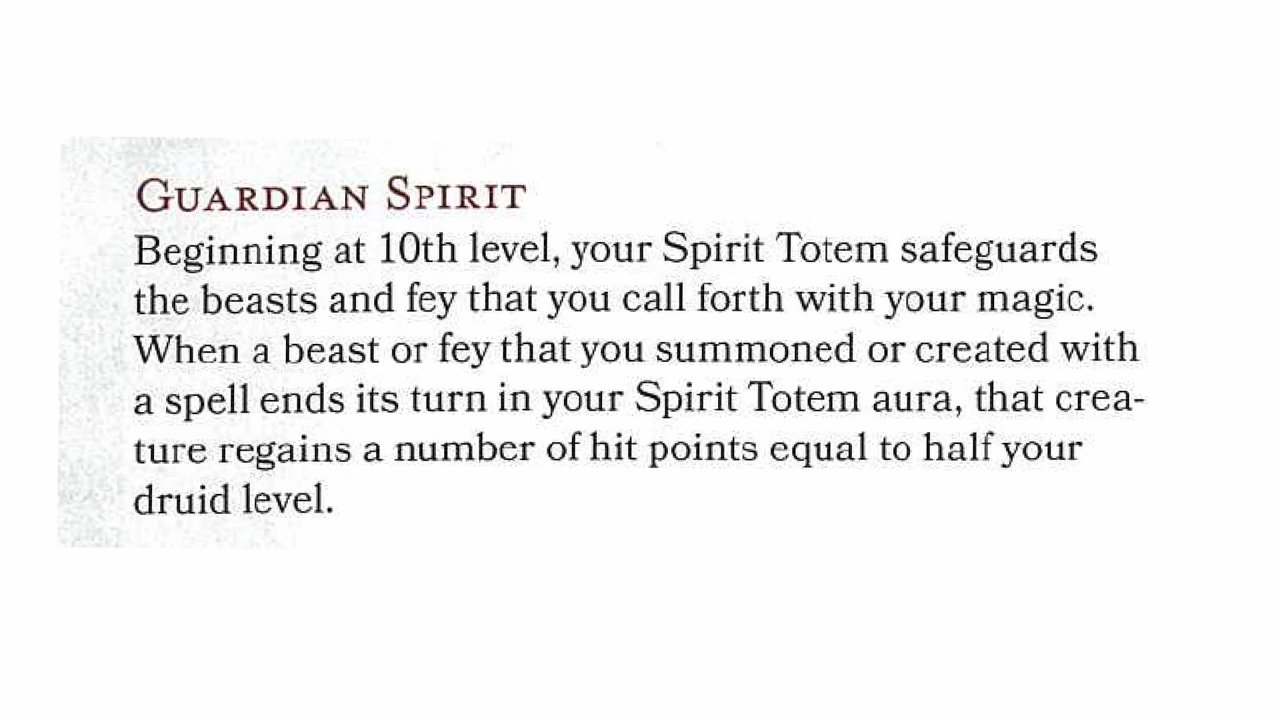 GUARDIAN SPIRIT
Beginning at 10th level, your Spirit Totem safeguards
the beasts and fey that you call forth with your magic.
When a beast or fey that you summoned or created with
a spell ends its turn in your Spirit Totem aura, that crea-
ture regains a number of hit points equal to half your
druid level.